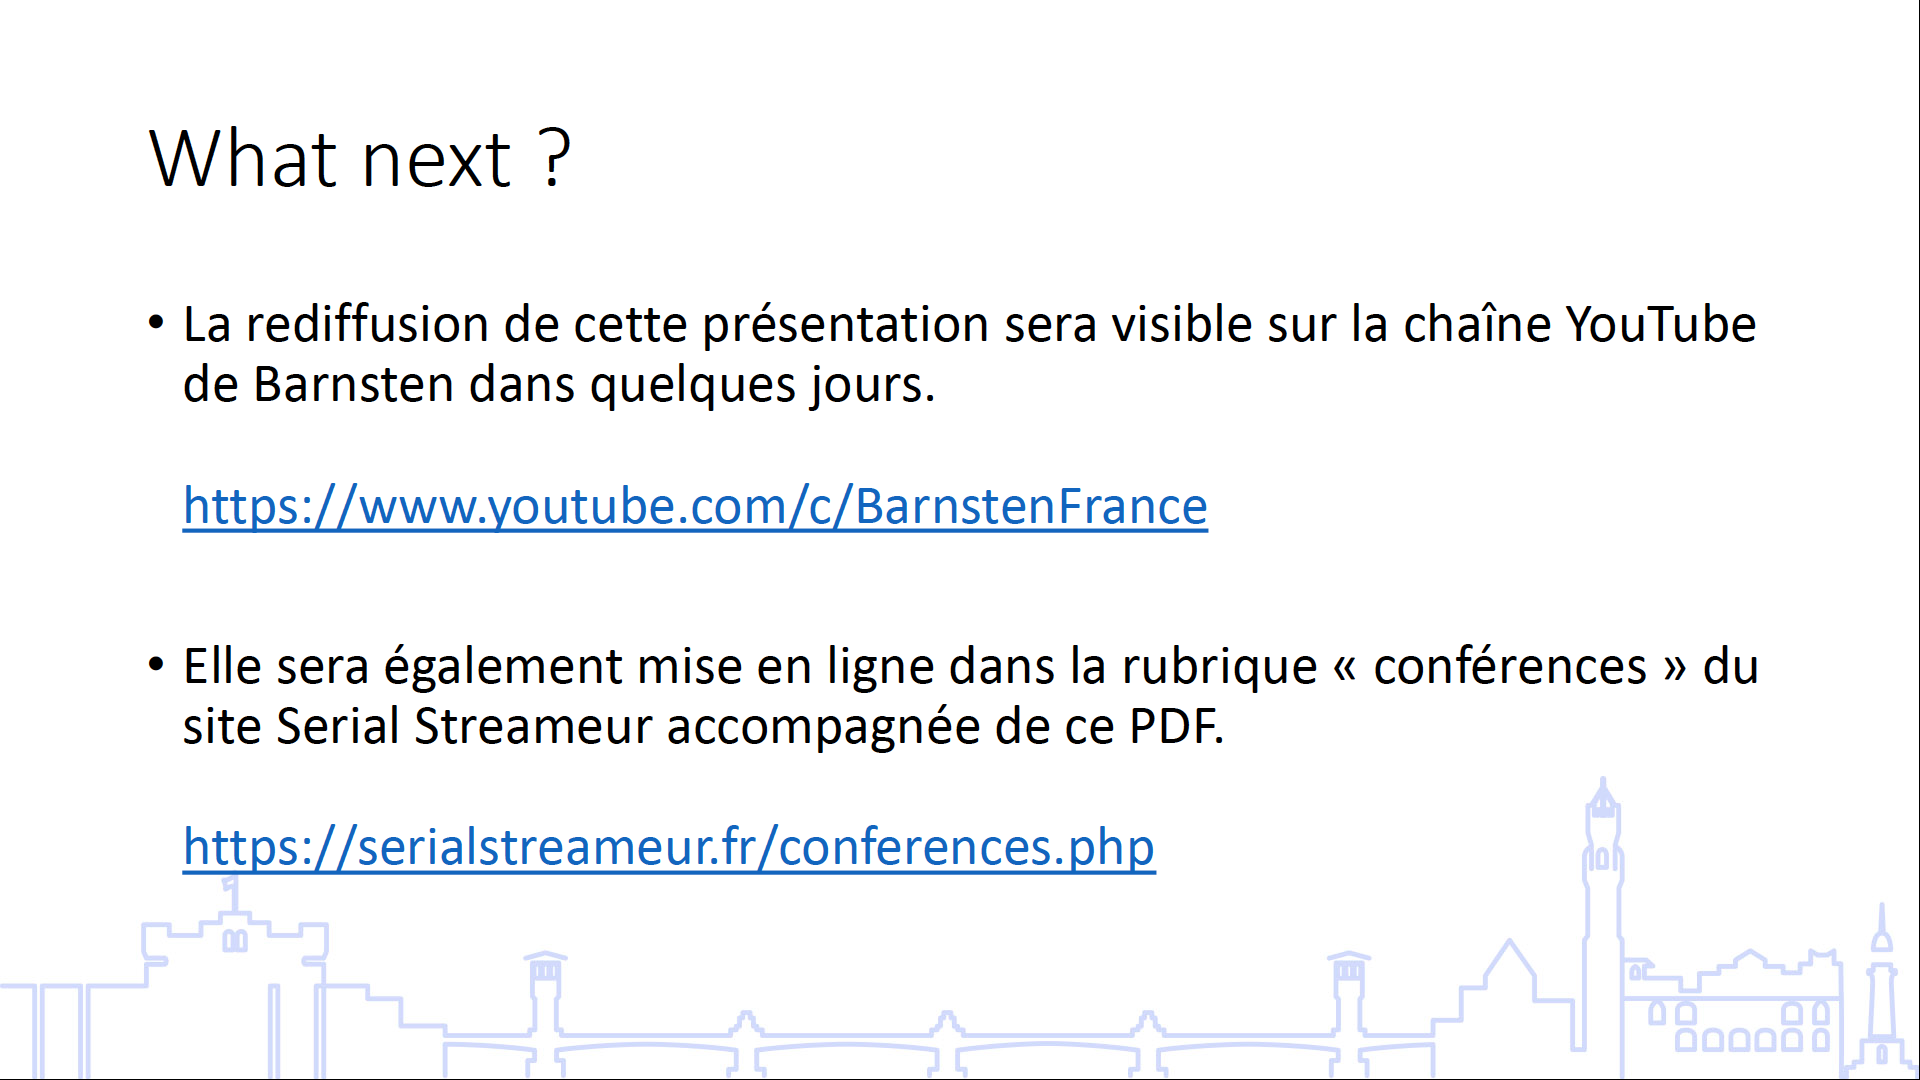 What next ?
• La rediffusion de cette présentation sera visible sur la chaîne YouTube
de Barnsten dans quelques jours.
https://www.youtube.com/c/BarnstenFrance
• Elle sera également mise en ligne dans la rubrique « conférences » du
site Serial Streameur accompagnée de ce PDF.
https://serialstreameur.fr/conferences.php
1